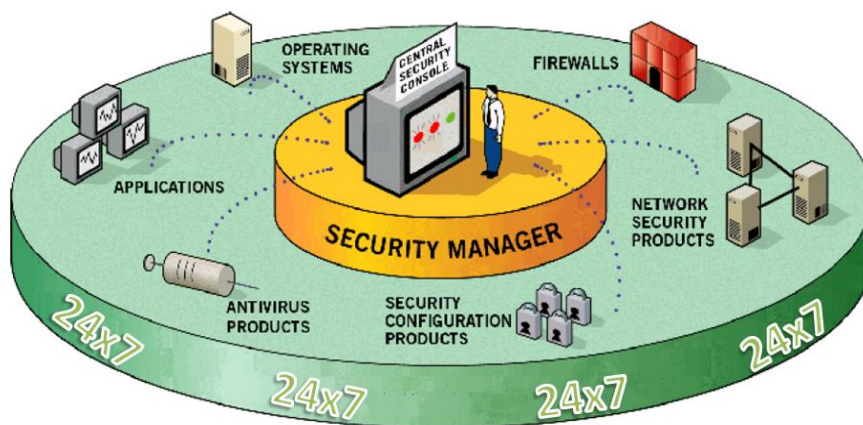 OPERATING
SYSTEMS
CENTRAL
SECURITY
CONSOLE
FIREWALLS
APPLICATIONS
NETWORK
SECURITY
PRODUCTS
SECURITY MANAGER
ANTIVIRUS
PRODUCTS
SECURITY
CONFIGURATION
PRODUCTS
24x7
24x7
24x7
24x7